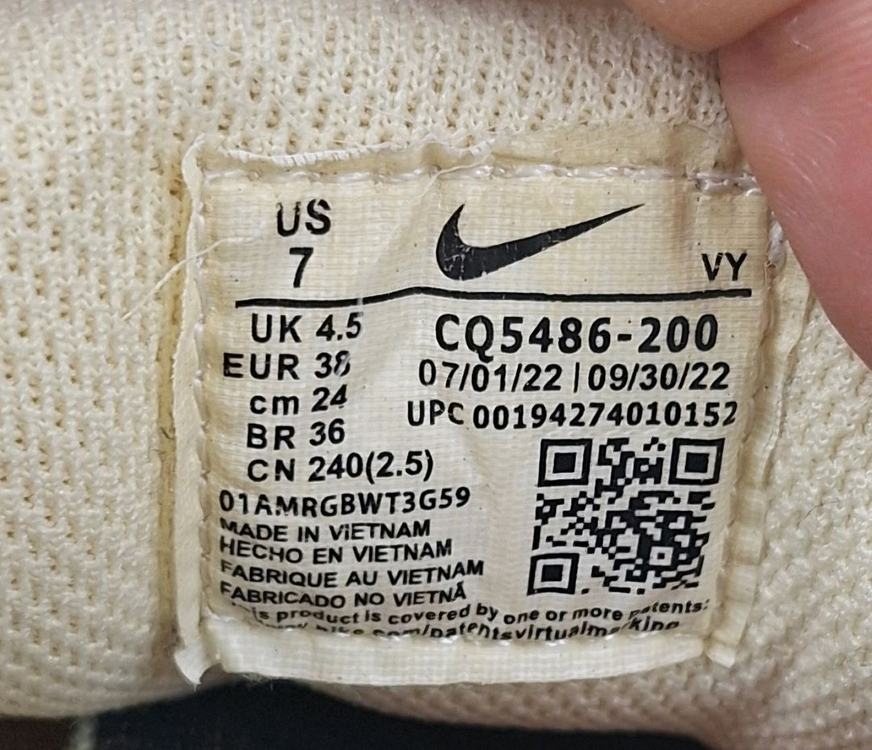 US
7
VY
UK 4.5
EUR 38
cm 24
BR 36
CN 240(2.5)
CQ5486-200
07/01/22 | 09/30/22
UPC 00194274010152
01AMRGBWT3G59
MADE IN VIETNAM
HECHO EN VIETNAM
FABRIQUE AU VIETNAM
FABRICADO NO VIETNÃ
product is covered by one or more patents: